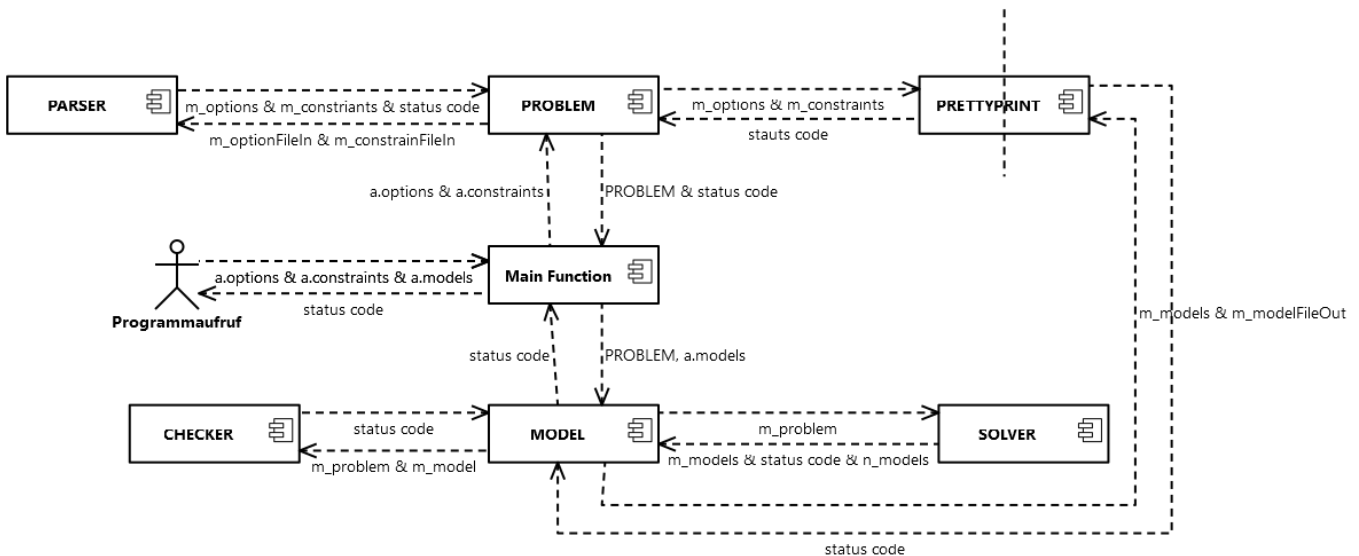 PARSER
m_options & m_constriants & status code
m_optionFileIn & m_constrainFileIn
PROBLEM
m_options & m_constraints
stauts code
PRETTYPRINT
a.options & a.constraints
PROBLEM & status code
Programmaufruf
a.options & a.constraints & a.models
status code
Main Function
m_models & m_modelFileOut
status code
PROBLEM, a.models
CHECKER
status code
m_problem & m_model
MODEL
m_problem
m_models & status code & n_models
SOLVER
status code